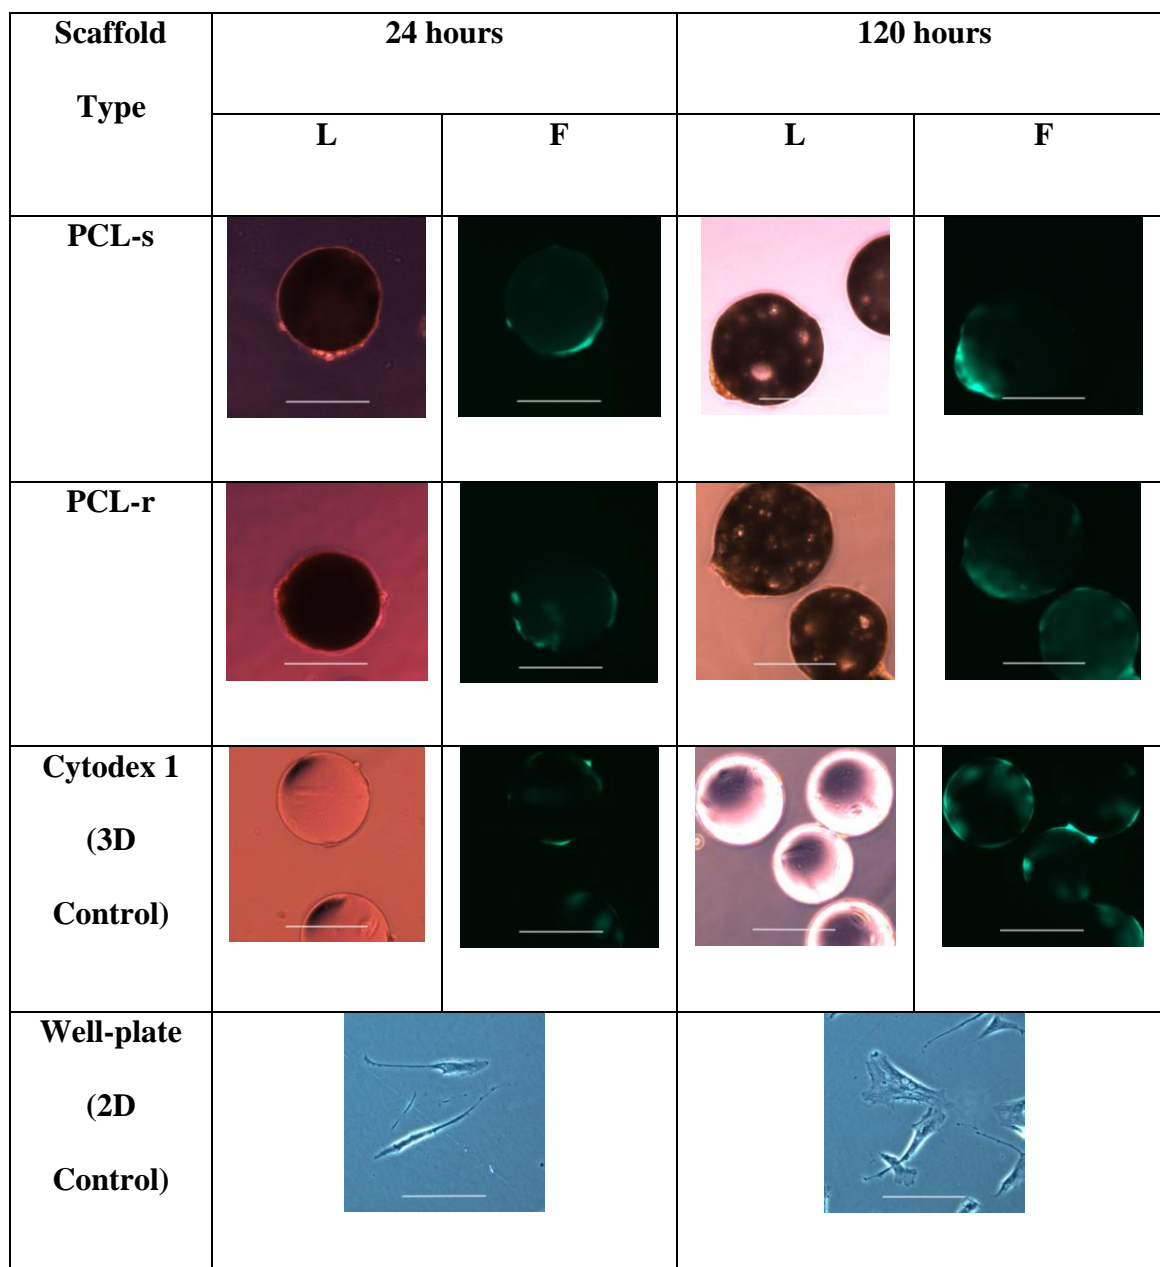 Scaffold
Type
24 hours
120 hours
L
F
L
F
PCL-s
PCL-r
Cytodex 1
(3D
Control)
Well-plate
(2D
Control)